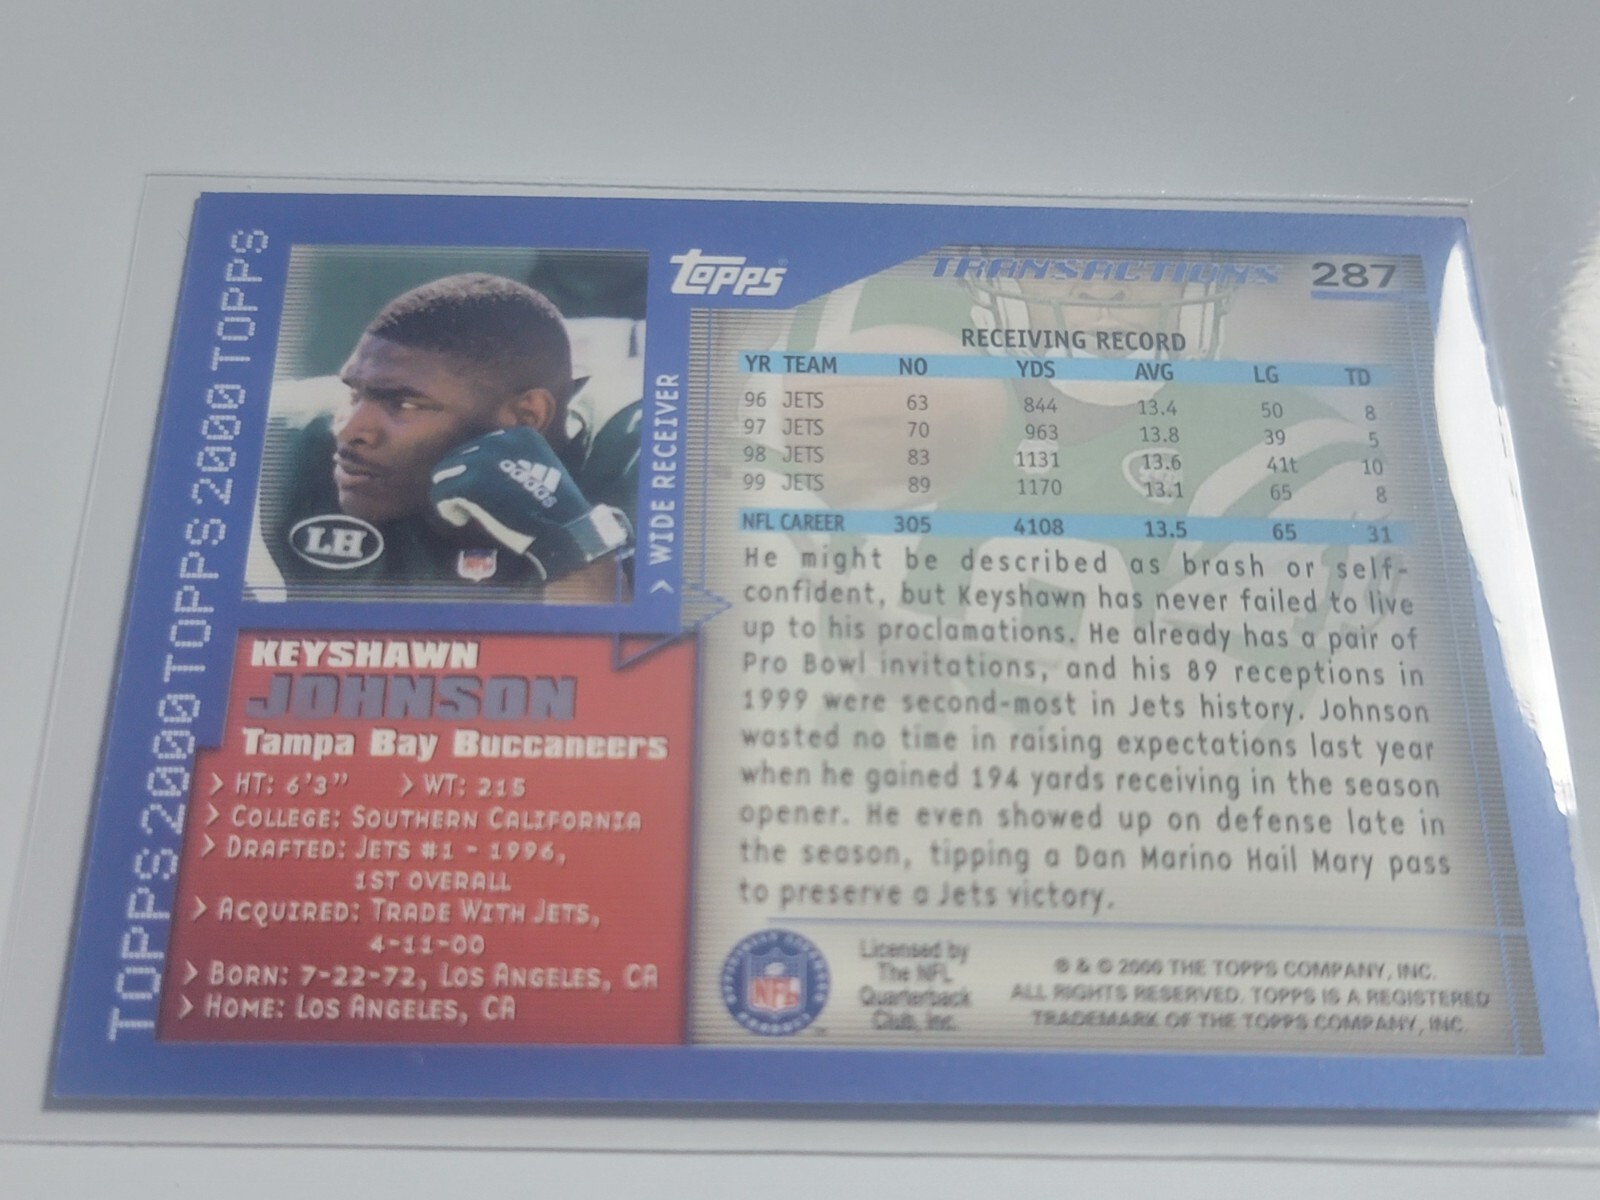 TOPPS 2000 TOPPS 2000 TOPPS 2000 TOPPS
LH
adidas
NFL
> WIDE RECEIVER
KEYSHAWN
JOHNSON
Tampa Bay Buccaneers
> HT: 6'3" > WT: 215
> COLLEGE: SOUTHERN CALIFORNIA
> DRAFTED: JETS #1 - 1996,
1ST OVERALL
> ACQUIRED: TRADE WITH JETS,
4-11-00
> BORN: 7-22-72, LOS ANGELES, CA
> HOME: LOS ANGELES, CA
topps
TRANSACTIONS 287
RECEIVING RECORD
YR TEAM NO YDS AVG LG TD
96 JETS 63 844 13.4 50 8
97 JETS 70 963 13.8 39 5
98 JETS 83 1131 13.6 41t 10
99 JETS 89 1170 13.1 65 8
NFL CAREER 305 4108 13.5 65 31
He might be described as brash or self-
confident, but Keyshawn has never failed to live
up to his proclamations. He already has a pair of
Pro Bowl invitations, and his 89 receptions in
1999 were second-most in Jets history. Johnson
wasted no time in raising expectations last year
when he gained 194 yards receiving in the season
opener. He even showed up on defense late in
the season, tipping a Dan Marino Hail Mary pass
to preserve a Jets victory.
NFL
Licensed by
The NFL
Quarterback
Club, Inc.
® & © 2000 THE TOPPS COMPANY, INC.
ALL RIGHTS RESERVED. TOPPS IS A REGISTERED
TRADEMARK OF THE TOPPS COMPANY, INC.